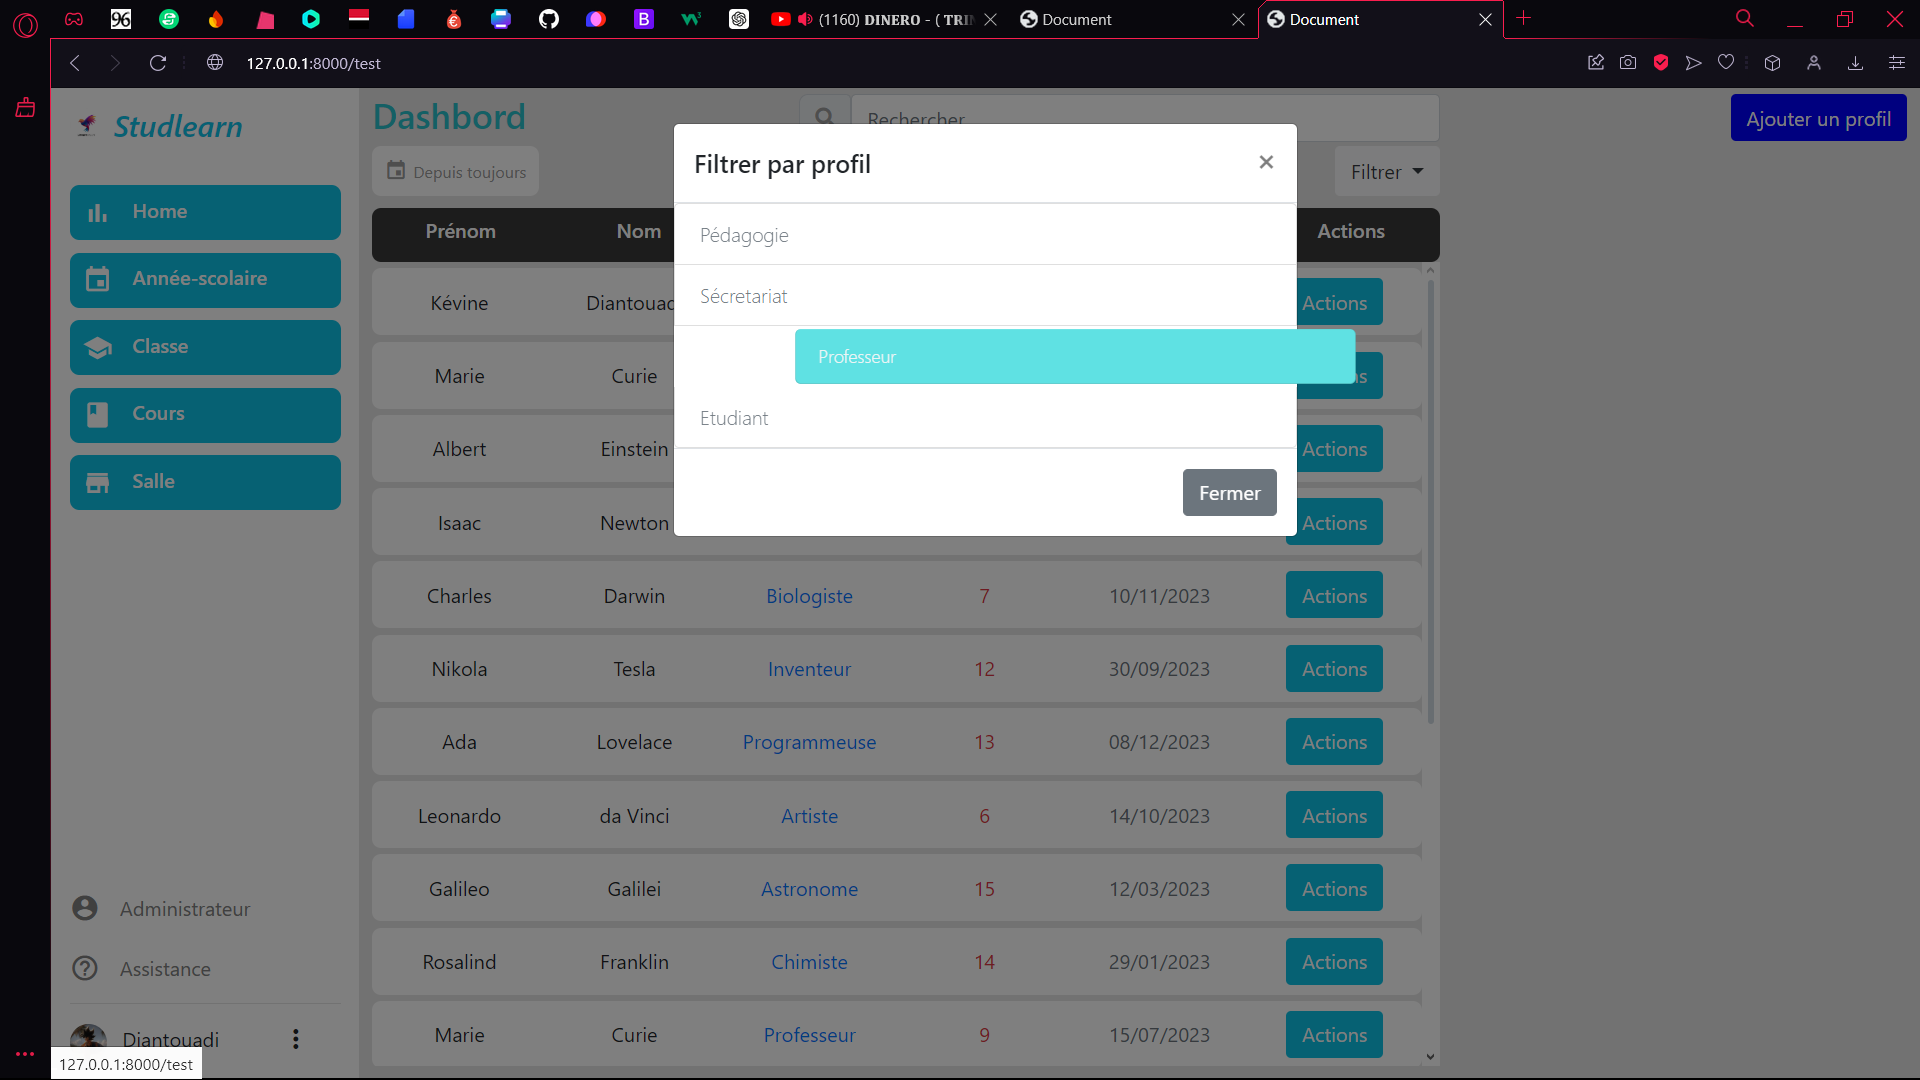 96
(1160) DINERO - ( TRIN
Document
Document
127.0.0.1:8000/test
Studlearn
Dashbord
Rechercher
Ajouter un profil
Depuis toujours
Filtrer
Filtrer par profil
×
Pédagogie
Sécretariat
Professeur
Etudiant
Fermer
Home
Année-scolaire
Classe
Cours
Salle
Prénom Nom Actions
Kévine Diantouad Actions
Marie Curie
Albert Einstein Actions
Isaac Newton Actions
Charles Darwin Biologiste 7 10/11/2023 Actions
Nikola Tesla Inventeur 12 30/09/2023 Actions
Ada Lovelace Programmeuse 13 08/12/2023 Actions
Leonardo da Vinci Artiste 6 14/10/2023 Actions
Galileo Galilei Astronome 15 12/03/2023 Actions
Rosalind Franklin Chimiste 14 29/01/2023 Actions
Marie Curie Professeur 9 15/07/2023 Actions
Administrateur
Assistance
Diantouadi
127.0.0.1:8000/test